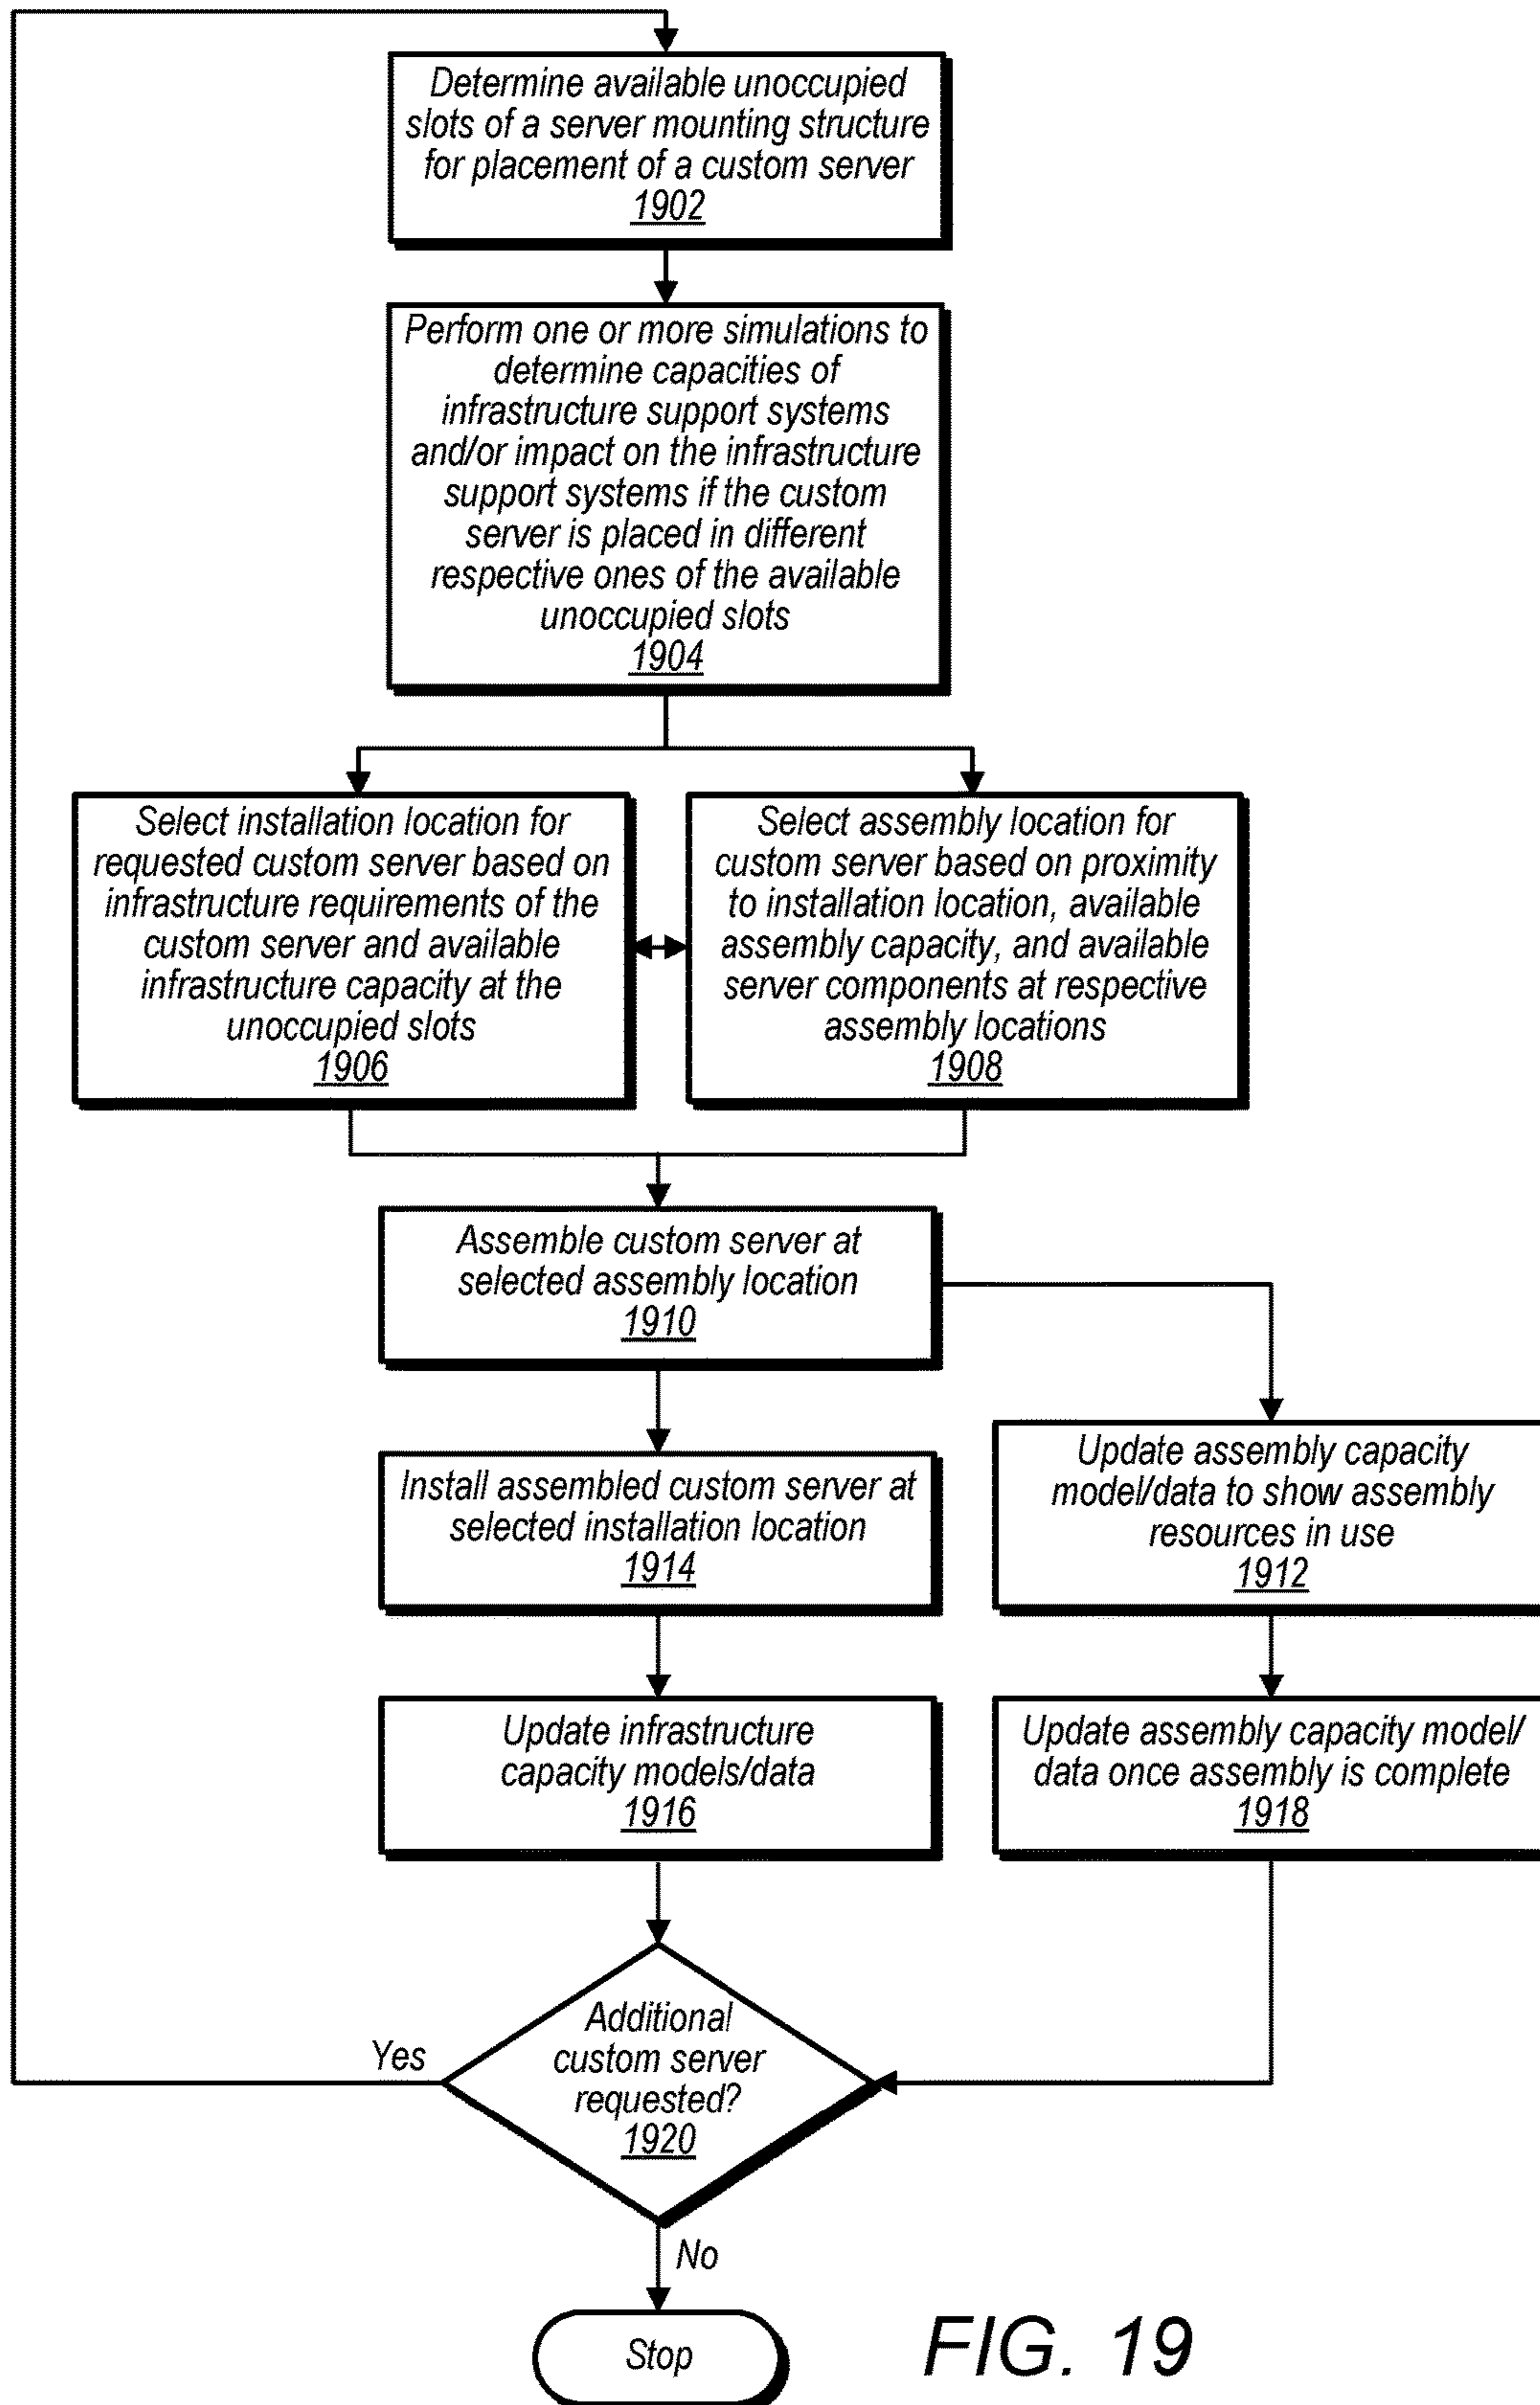 Determine available unoccupied
slots of a server mounting structure
for placement of a custom server
1902
Perform one or more simulations to
determine capacities of
infrastructure support systems
and/or impact on the infrastructure
support systems if the custom
server is placed in different
respective ones of the available
unoccupied slots
1904
Select installation location for
requested custom server based on
infrastructure requirements of the
custom server and available
infrastructure capacity at the
unoccupied slots
1906
Select assembly location for
custom server based on proximity
to installation location, available
assembly capacity, and available
server components at respective
assembly locations
1908
Assemble custom server at
selected assembly location
1910
Install assembled custom server at
selected installation location
1914
Update assembly capacity
model/data to show assembly
resources in use
1912
Update infrastructure
capacity models/data
1916
Update assembly capacity model/
data once assembly is complete
1918
Additional
custom server
requested?
1920
Yes
No
Stop
FIG. 19